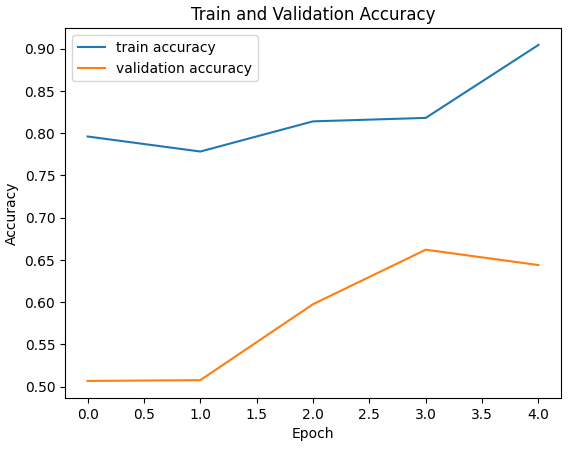 Train and Validation Accuracy
train accuracy
validation accuracy
0.90
0.85
0.80
0.75
0.70
0.65
0.60
0.55
0.50
Accuracy
0.0 0.5 1.0 1.5 2.0 2.5 3.0 3.5 4.0
Epoch